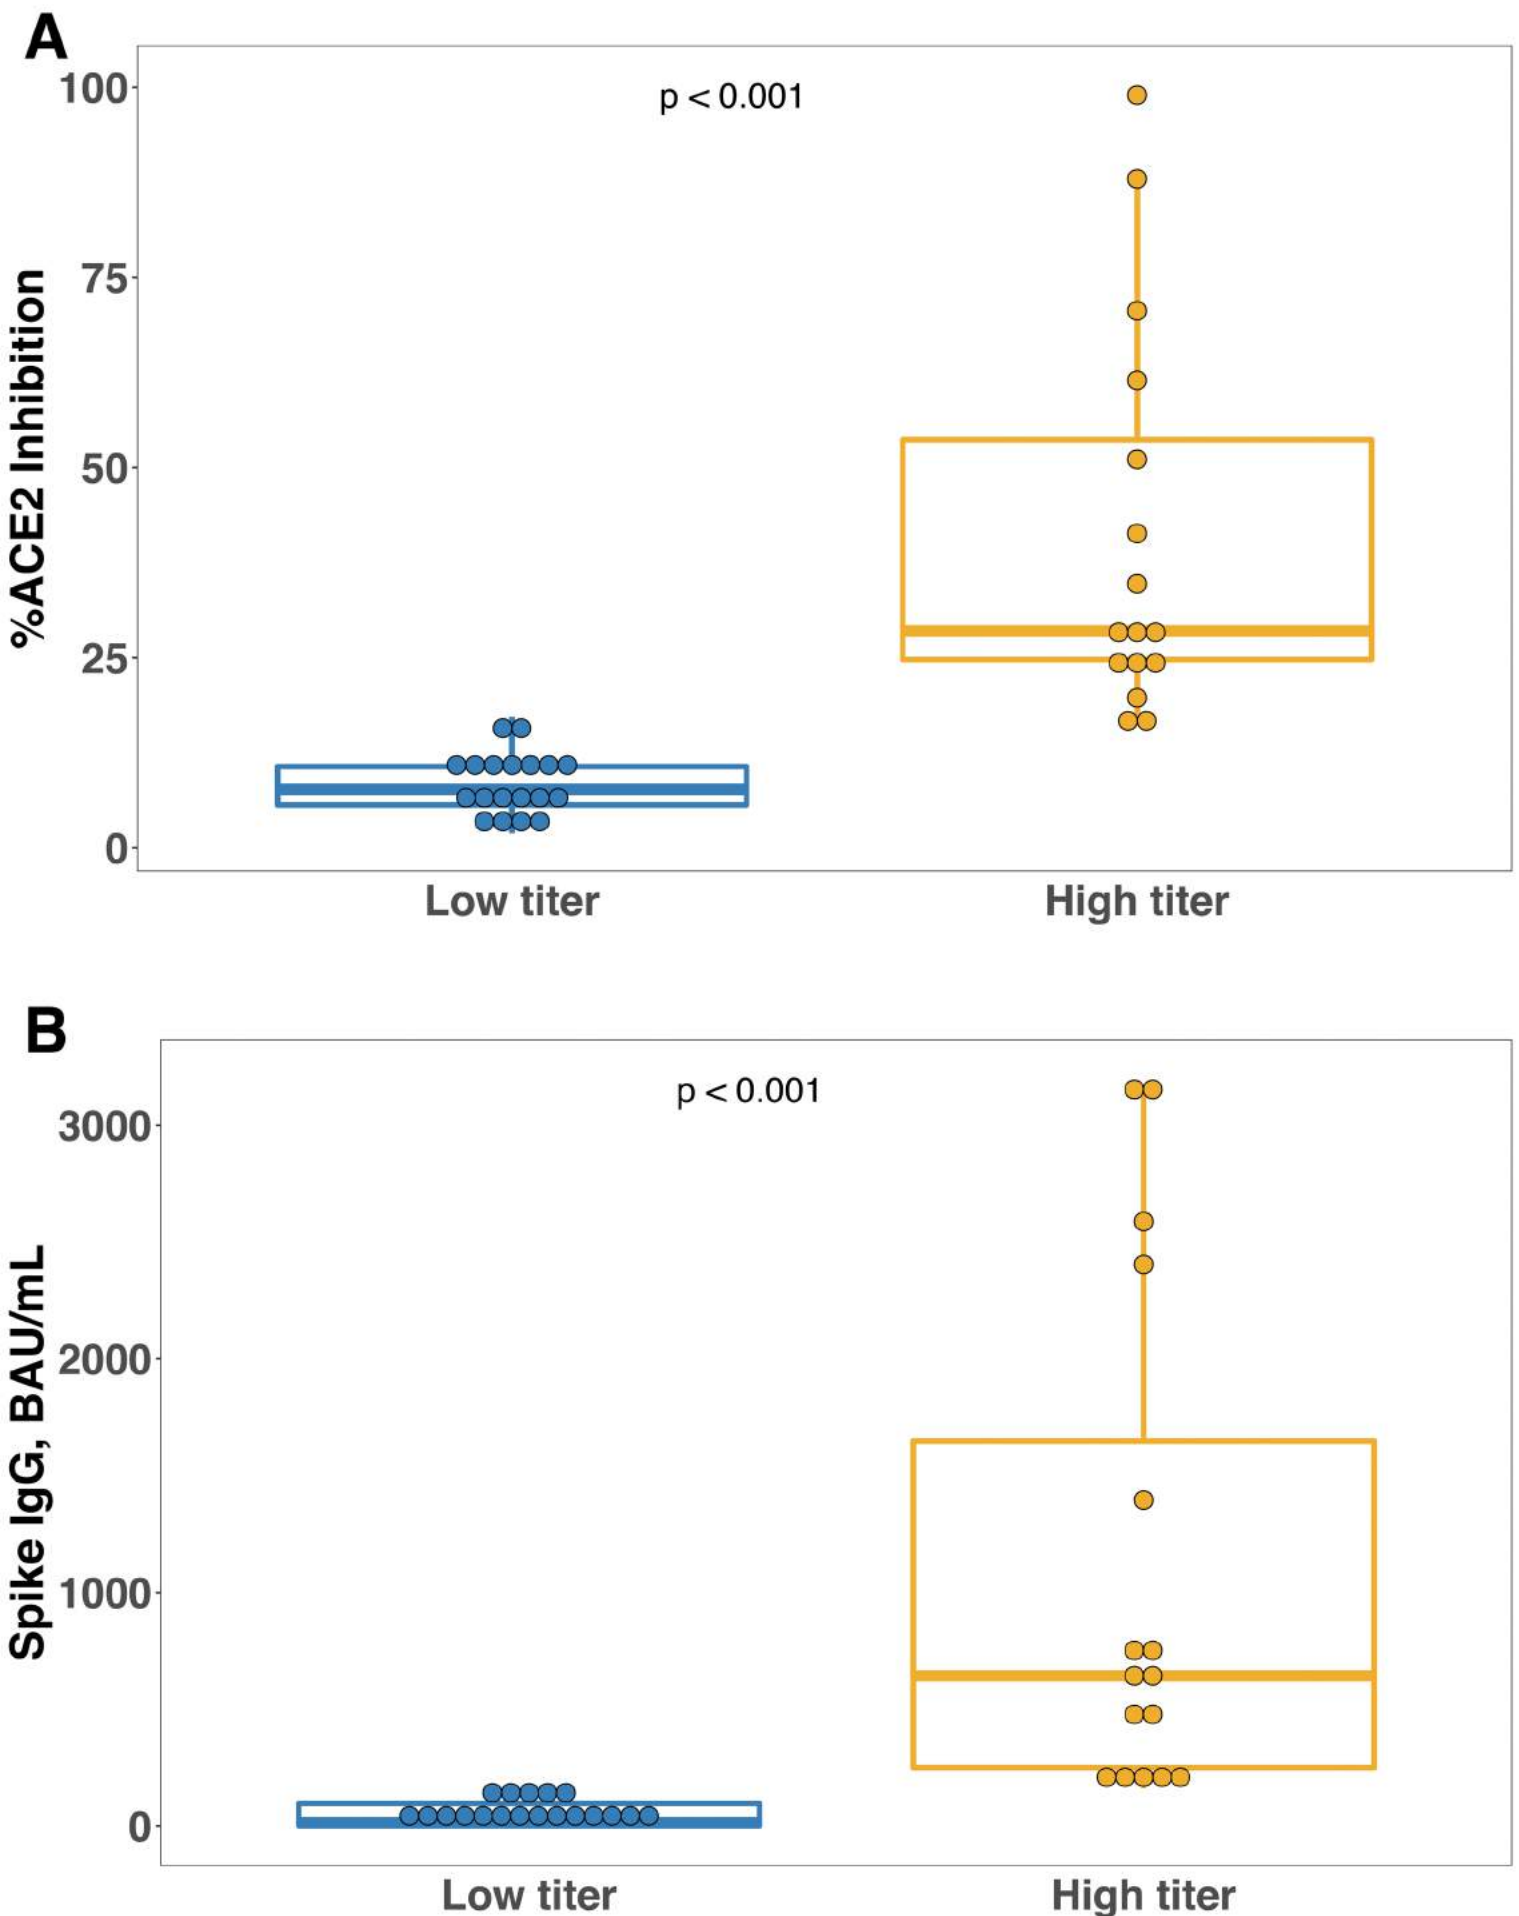 A
p < 0.001
%ACE2 Inhibition
100
75
50
25
0
Low titer
High titer
B
p < 0.001
Spike IgG, BAU/mL
3000
2000
1000
0
Low titer
High titer